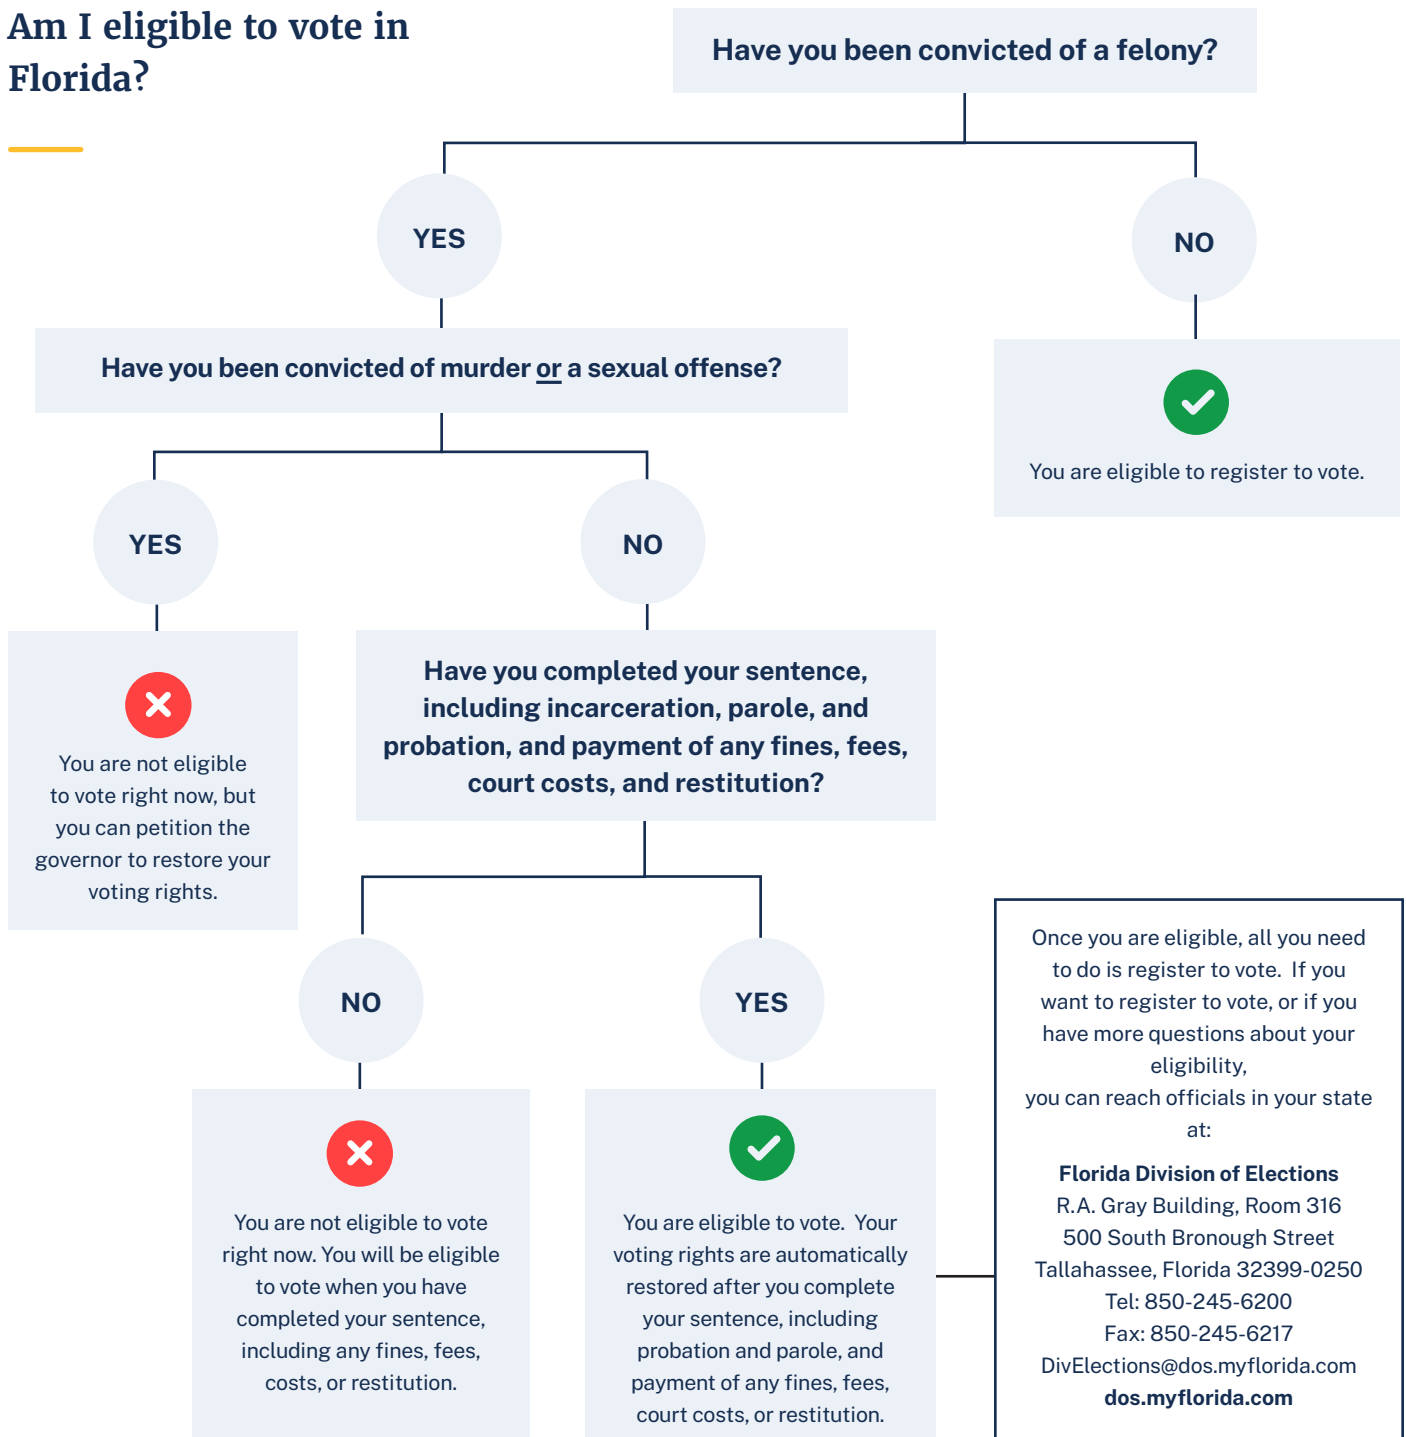 Am I eligible to vote in
Florida?
Have you been convicted of a felony?
YES
NO
Have you been convicted of murder or a sexual offense?
You are eligible to register to vote.
YES
NO
You are not eligible
to vote right now, but
you can petition the
governor to restore your
voting rights.
Have you completed your sentence,
including incarceration, parole, and
probation, and payment of any fines, fees,
court costs, and restitution?
NO
YES
You are not eligible to vote
right now. You will be eligible
to vote when you have
completed your sentence,
including any fines, fees,
costs, or restitution.
You are eligible to vote.  Your
voting rights are automatically
restored after you complete
your sentence, including
probation and parole, and
payment of any fines, fees,
court costs, or restitution.
Once you are eligible, all you need
to do is register to vote.  If you
want to register to vote, or if you
have more questions about your
eligibility,
you can reach officials in your state
at:
Florida Division of Elections
R.A. Gray Building, Room 316
500 South Bronough Street
Tallahassee, Florida 32399-0250
Tel: 850-245-6200
Fax: 850-245-6217
DivElections@dos.myflorida.com
dos.myflorida.com